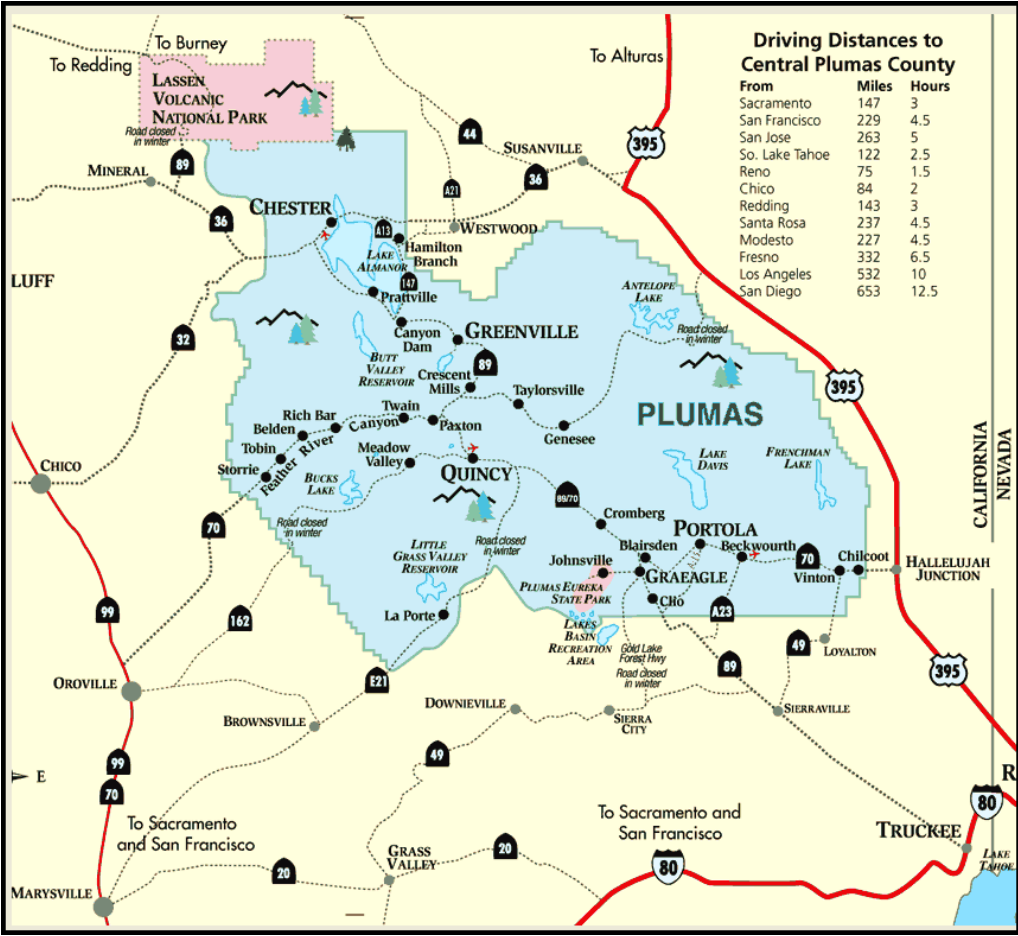 To Burney
To Redding
To Alturas
Driving Distances to
Central Plumas County
From Miles Hours
Sacramento 147 3
San Francisco 229 4.5
San Jose 263 5
So. Lake Tahoe 122 2.5
Reno 75 1.5
Chico 84 2
Redding 143 3
Santa Rosa 237 4.5
Modesto 227 4.5
Fresno 332 6.5
Los Angeles 532 10
San Diego 653 12.5
LASSEN
VOLCANIC
NATIONAL PARK
Road closed
in winter
89
44
395
SUSANVILLE
MINERAL
36
A21
36
CHESTER
A13
WESTWOOD
Hamilton
Branch
LAKE
ALMANOR
147
LUFF
Prattville
ANTELOPE
LAKE
Road closed
in winter
32
Canyon
Dam
GREENVILLE
BUTT
VALLEY
RESERVOIR
Crescent
Mills
89
395
Taylorsville
PLUMAS
Twain
Rich Bar
Canyon
Paxton
Belden
Feather River
Genesee
Tobin
Meadow
Valley
Storrie
QUINCY
LAKE
DAVIS
FRENCHMAN
LAKE
CALIFORNIA
NEVADA
CHICO
BUCKS
LAKE
89/70
70
Road closed
in winter
Cromberg
PORTOLA
LITTLE
GRASS VALLEY
RESERVOIR
Road closed
in winter
Blairsden
Beckwourth
70
Chilcoot
Johnsville
GRAEAGLE
Vinton
HALLELUJAH
JUNCTION
PLUMAS EUREKA
STATE PARK
Clio
A23
99
162
La Porte
LAKES
BASIN
RECREATION
AREA
Gold Lake
Forest Hwy
Road closed
in winter
49
LOYALTON
89
395
OROVILLE
E21
BROWNSVILLE
DOWNIEVILLE
SIERRA
CITY
SIERRAVILLE
49
99
E
70
R
80
To Sacramento
and San Francisco
To Sacramento and
San Francisco
TRUCKEE
GRASS
VALLEY
20
20
80
LAKE
TAHOE
MARYSVILLE